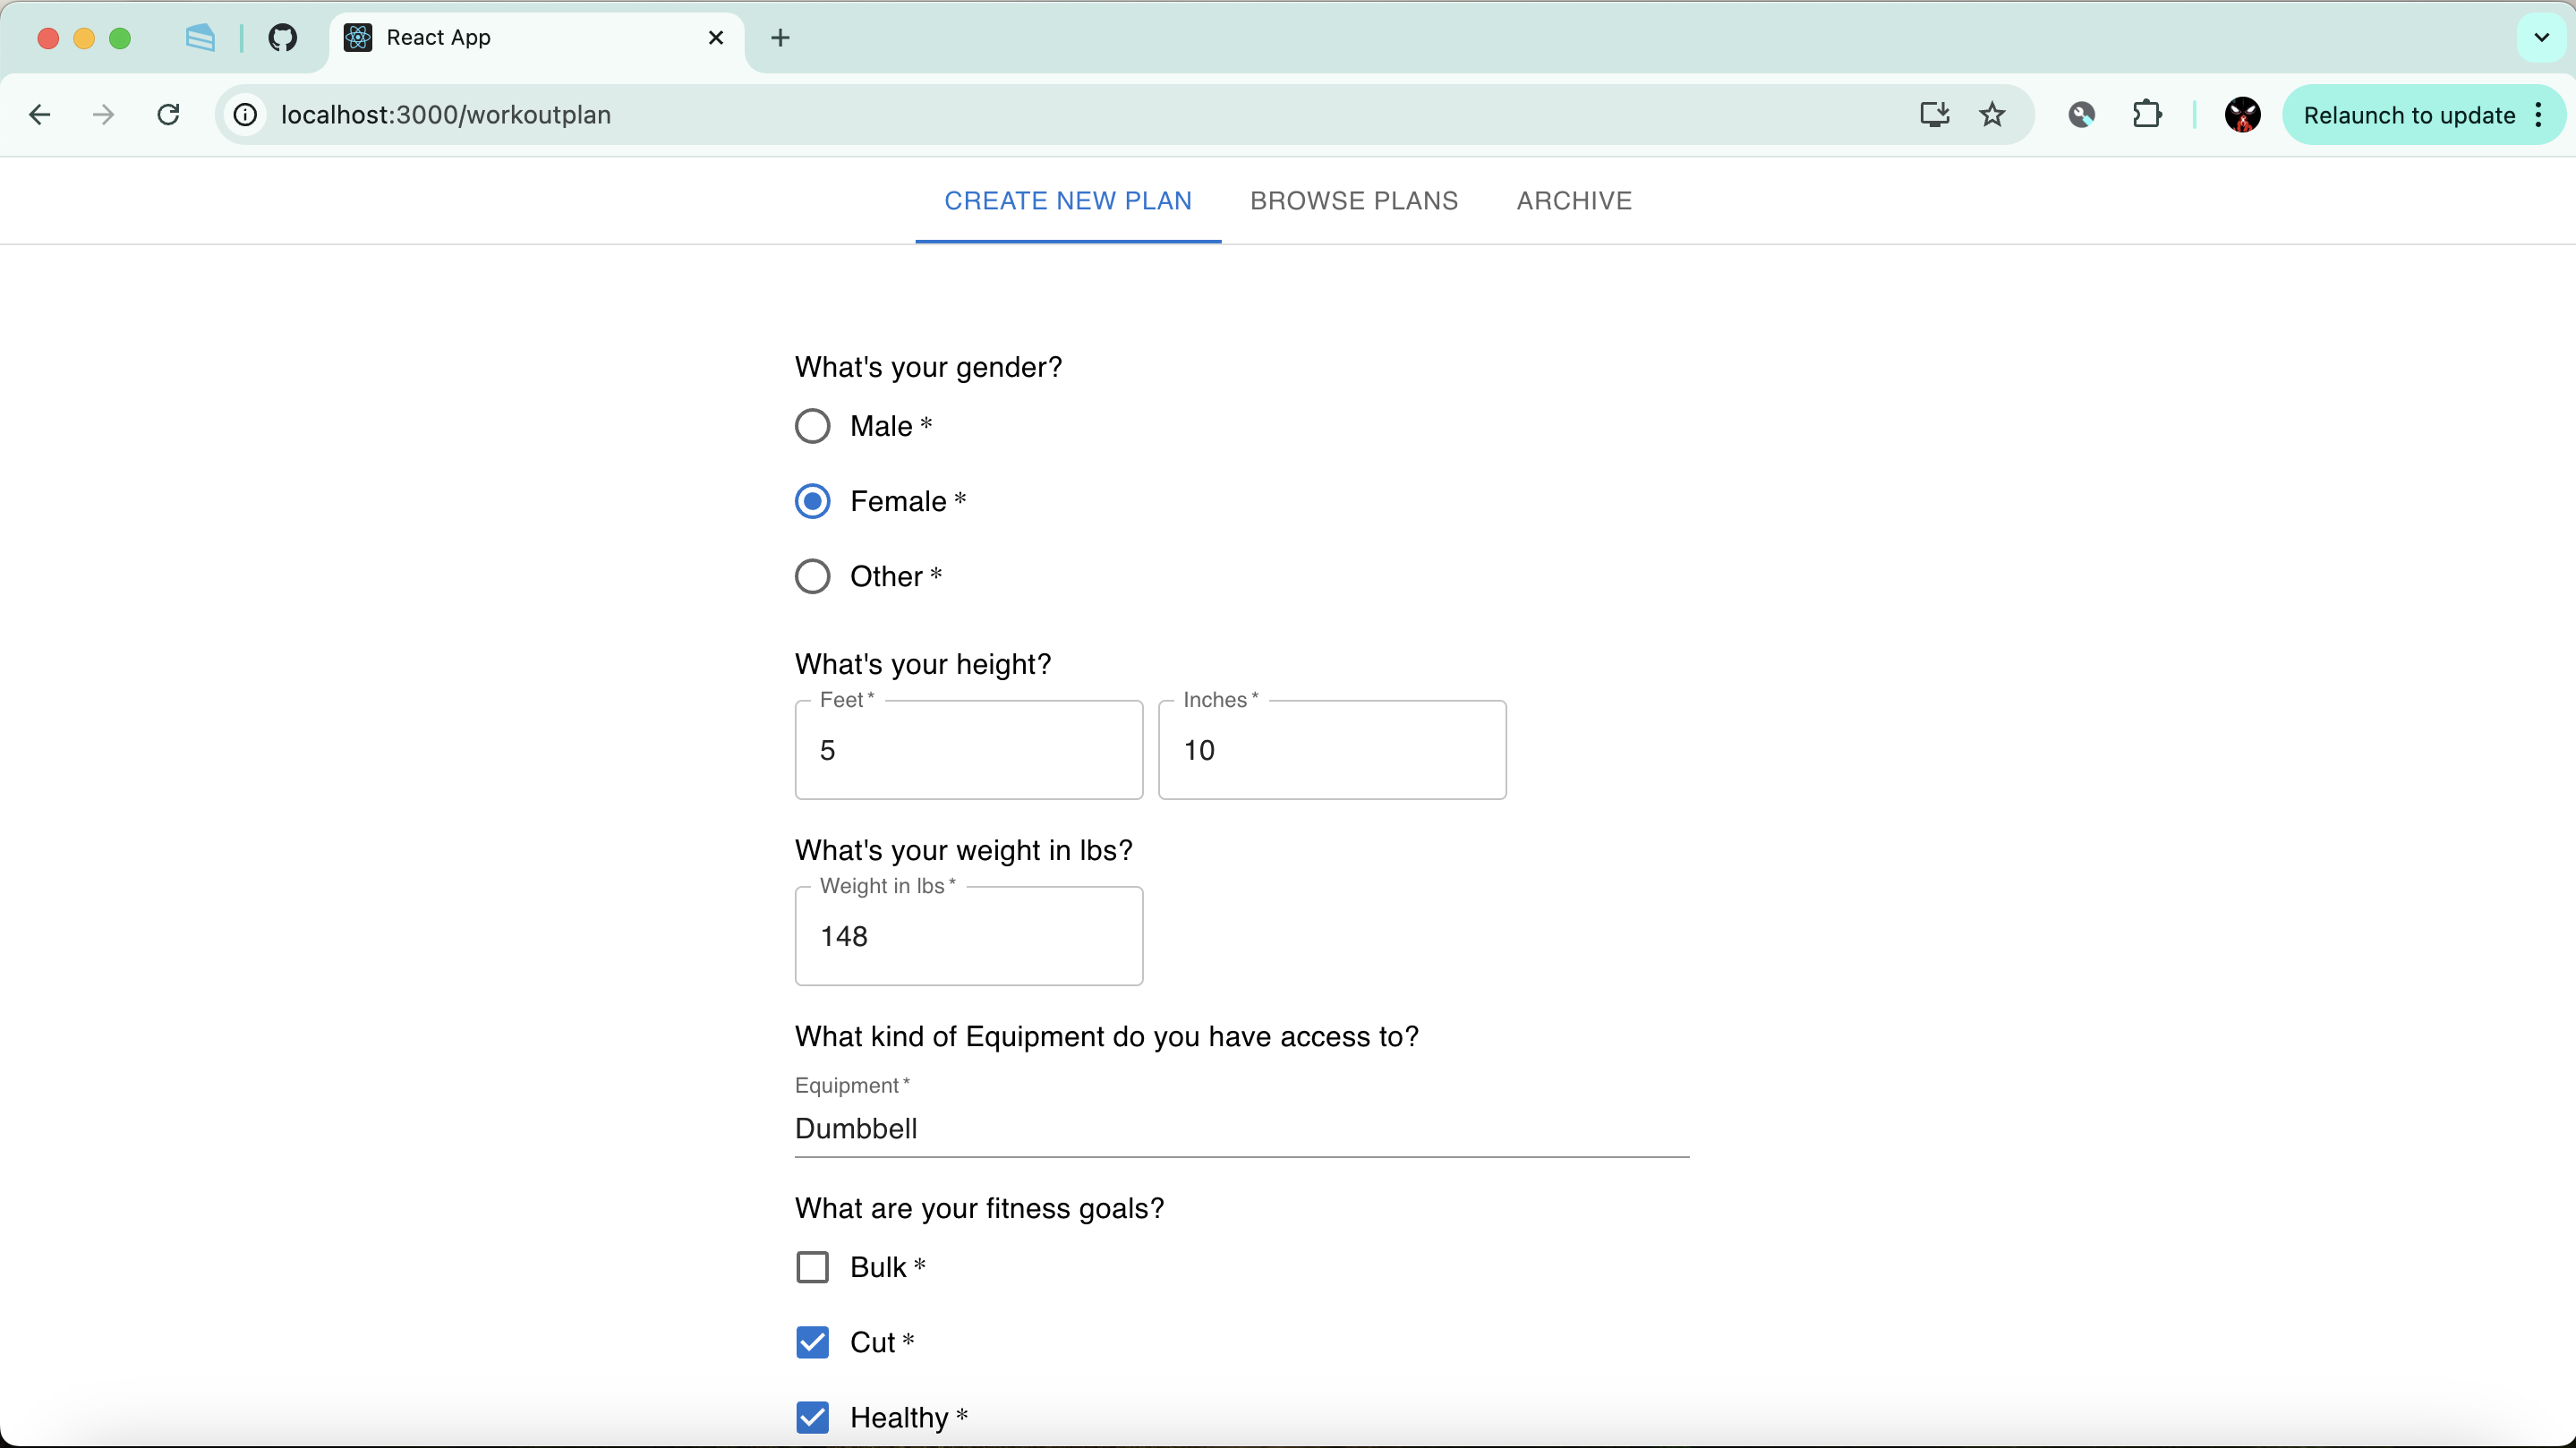 React App
localhost:3000/workoutplan
Relaunch to update
CREATE NEW PLAN BROWSE PLANS ARCHIVE
What's your gender?
Male *
Female *
Other *
What's your height?
Feet * Inches *
5 10
What's your weight in lbs?
Weight in lbs *
148
What kind of Equipment do you have access to?
Equipment *
Dumbbell
What are your fitness goals?
Bulk *
Cut *
Healthy *